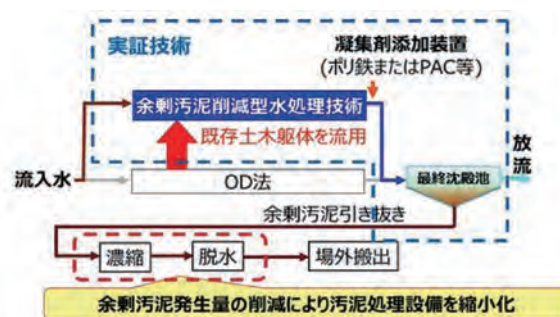 実証技術
凝集剤添加装置
(ポリ鉄またはPAC等)
余剰汚泥削減型水処理技術
既存土木躯体を流用
放流
流入水
OD法
最終沈殿池
余剰汚泥引き抜き
濃縮
脱水
場外搬出
余剰汚泥発生量の削減により汚泥処理設備を縮小化